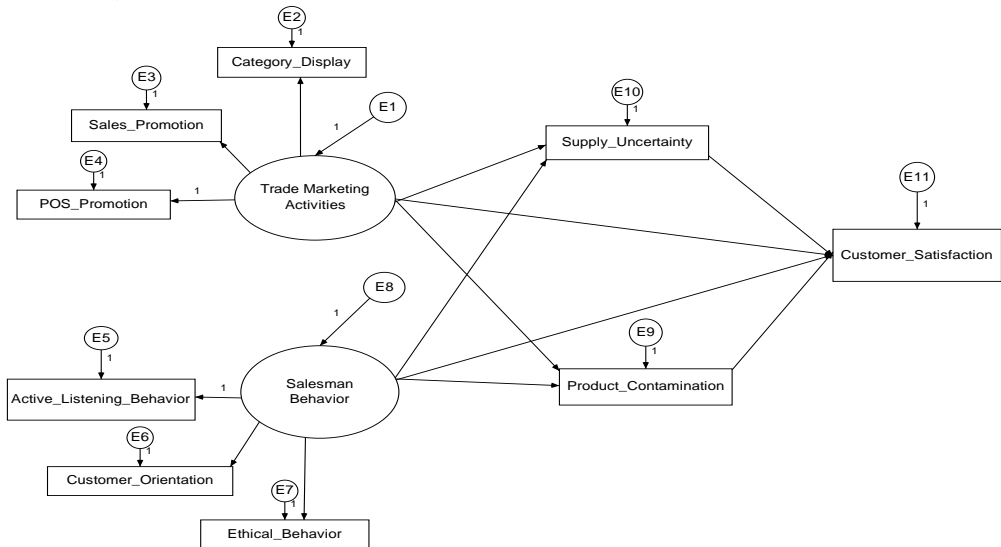 E2
1
Category_Display
E3
1
Sales_Promotion
E4
1
POS_Promotion
1
E1
1
Trade Marketing
Activities
E10
1
Supply_Uncertainty
E11
1
Customer_Satisfaction
E8
1
E5
1
Active_Listening_Behavior
1
Salesman
Behavior
E9
1
Product_Contamination
E6
1
Customer_Orientation
E7
1
Ethical_Behavior